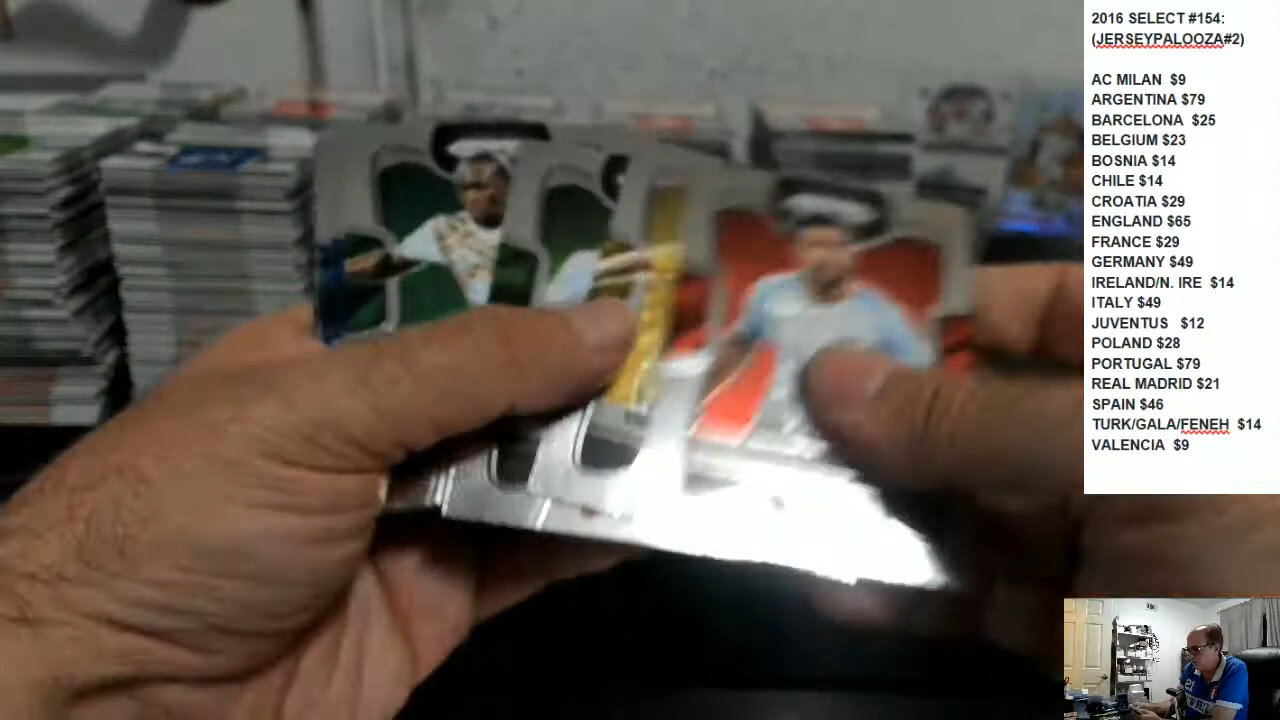 2016 SELECT #154:
(JERSEYPALOOZA#2)
AC MILAN $9
ARGENTINA $79
BARCELONA $25
BELGIUM $23
BOSNIA $14
CHILE $14
CROATIA $29
ENGLAND $65
FRANCE $29
GERMANY $49
IRELAND/N. IRE $14
ITALY $49
JUVENTUS $12
POLAND $28
PORTUGAL $79
REAL MADRID $21
SPAIN $46
TURK/GALA/FENEH $14
VALENCIA $9
21